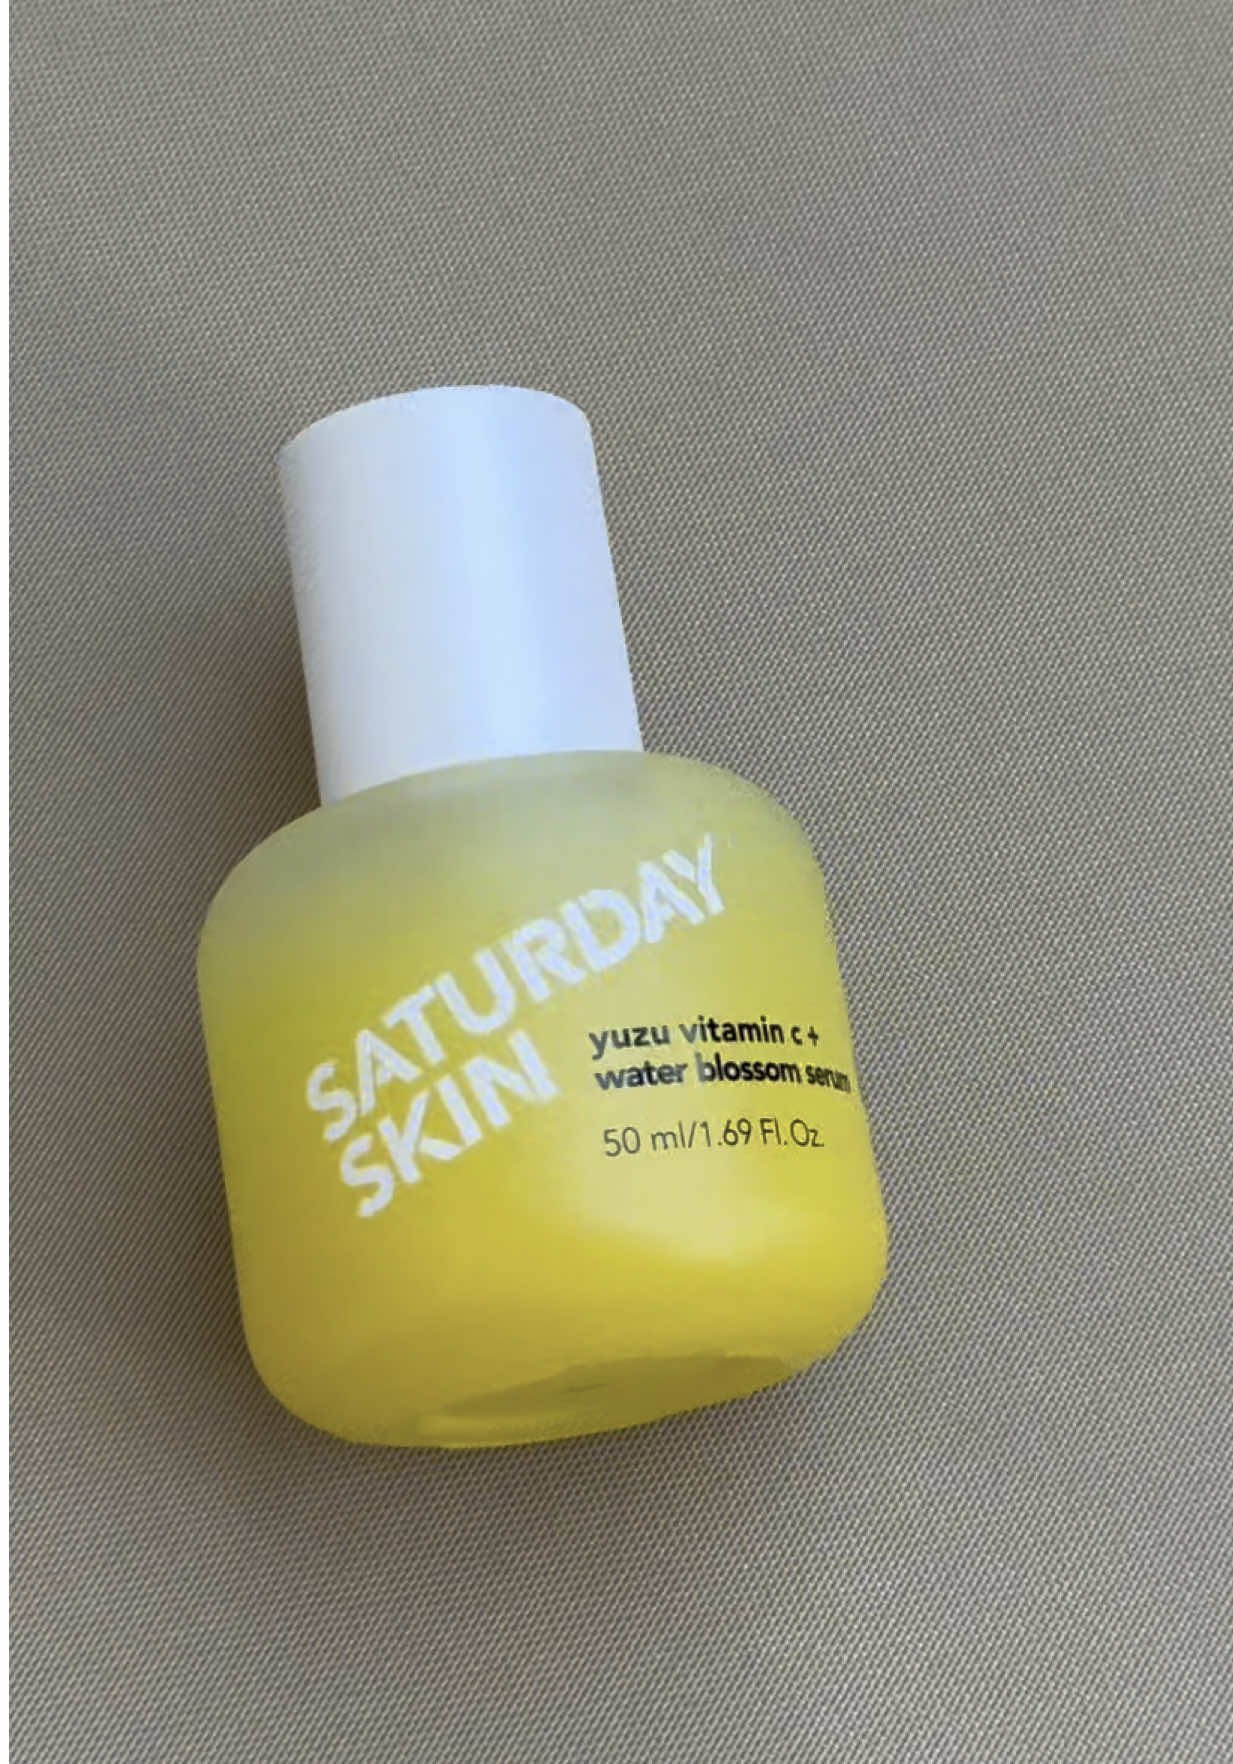 SATURDAY
SKIN
yuzu vitamin c +
water blossom serum
50 ml/1.69 Fl. Oz.